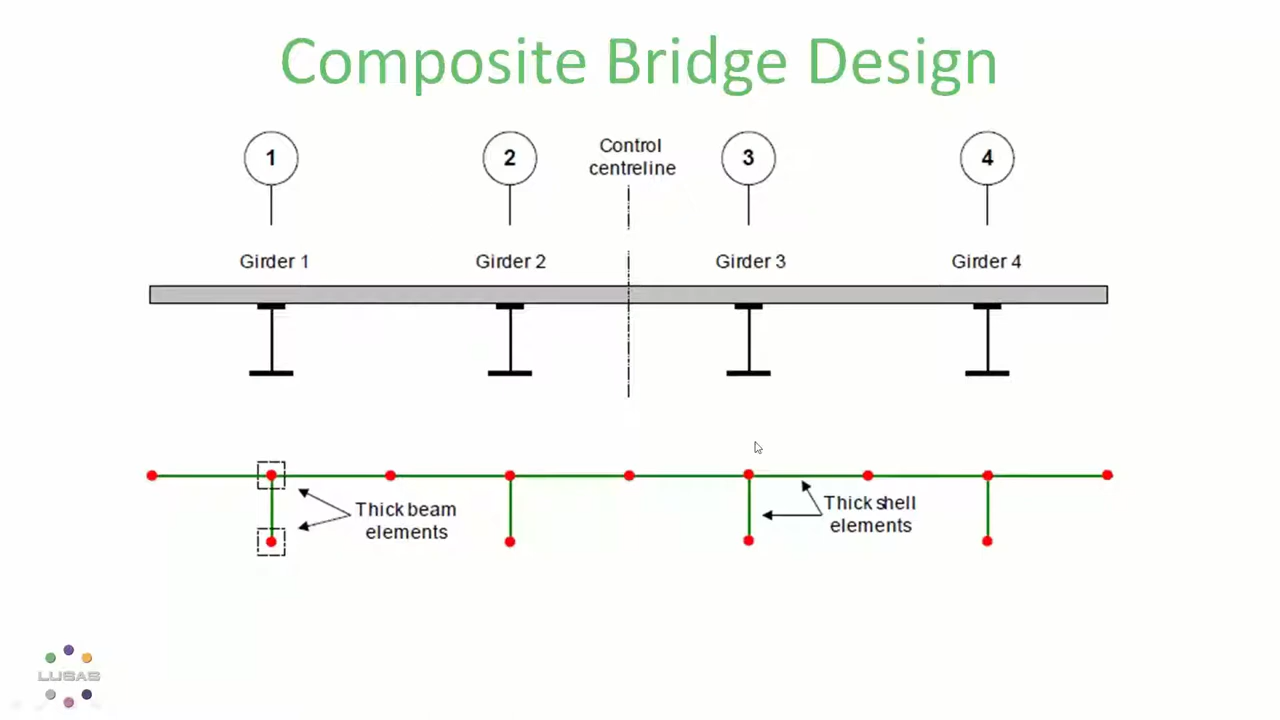 Composite Bridge Design
1
2
Control
centreline
3
4
Girder 1
Girder 2
Girder 3
Girder 4
Thick beam
elements
Thick shell
elements
LUSAS